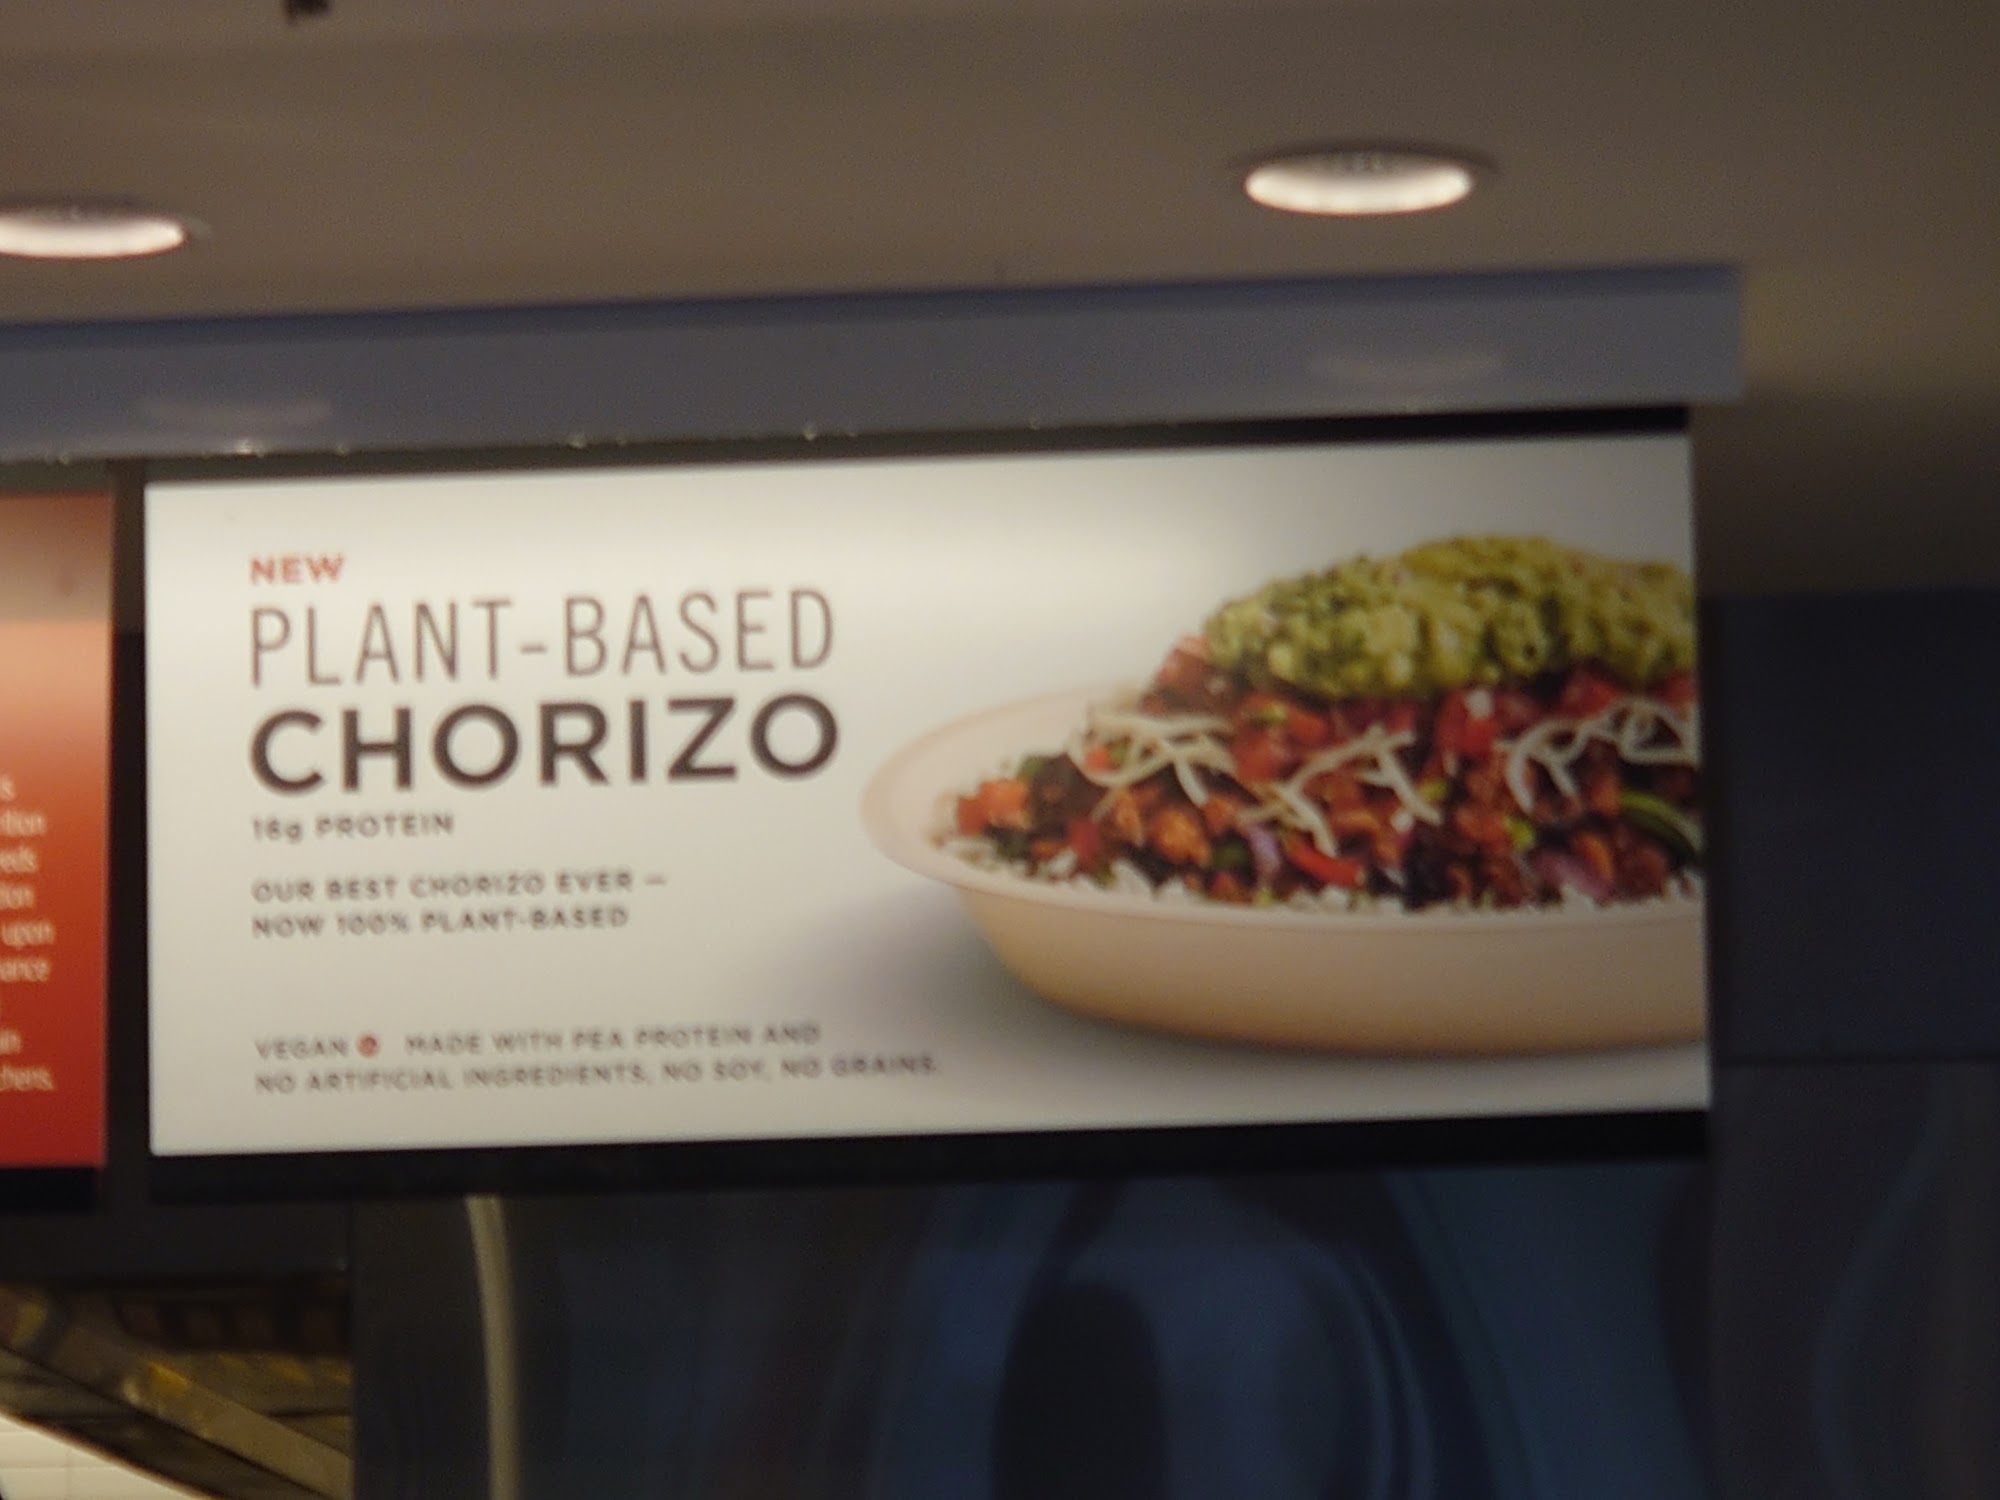 NEW
PLANT-BASED
CHORIZO
16g PROTEIN
OUR BEST CHORIZO EVER —
NOW 100% PLANT-BASED
VEGAN MADE WITH PEA PROTEIN AND
NO ARTIFICIAL INGREDIENTS, NO SOY, NO GRAINS.
upon